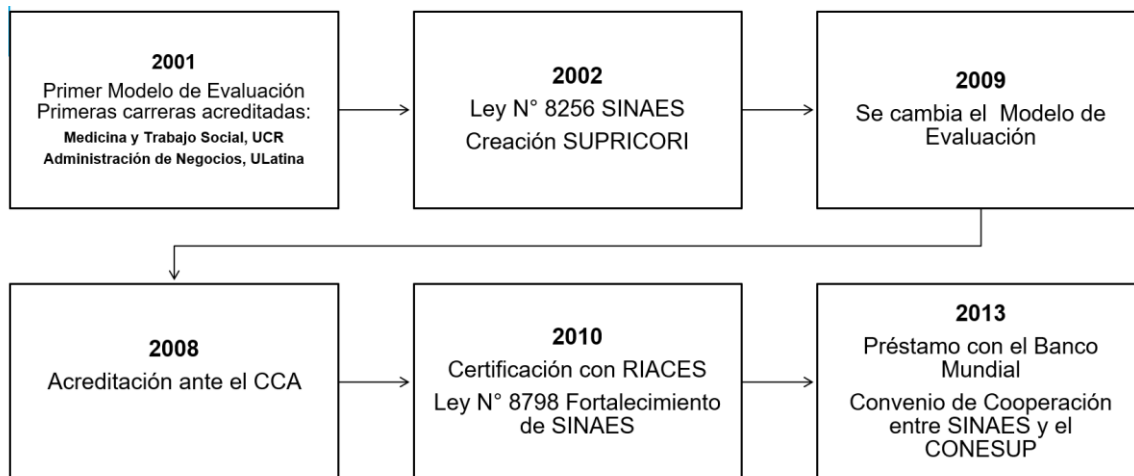 2001
Primer Modelo de Evaluación
Primeras carreras acreditadas:
Medicina y Trabajo Social, UCR
Administración de Negocios, ULatina
2002
Ley N° 8256 SINAES
Creación SUPRICORI
2009
Se cambia el Modelo de
Evaluación
2008
Acreditación ante el CCA
2010
Certificación con RIACES
Ley N° 8798 Fortalecimiento
de SINAES
2013
Préstamo con el Banco
Mundial
Convenio de Cooperación
entre SINAES y el
CONESUP